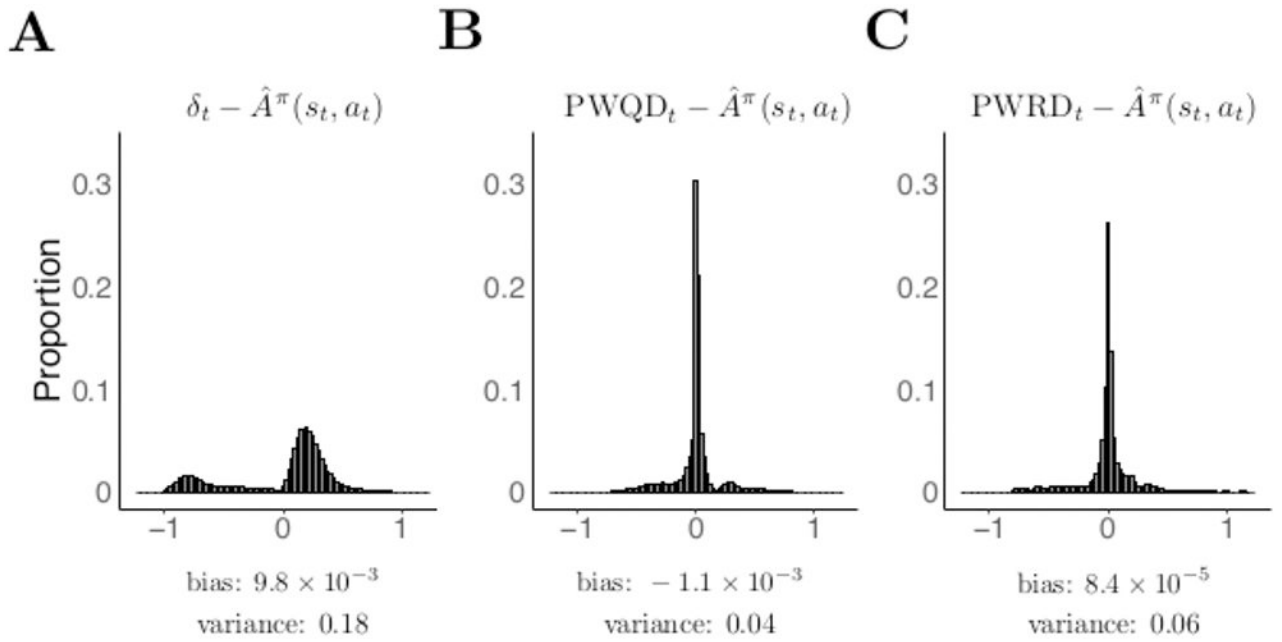 A
B
C
δ_t − Â^π(s_t, a_t)
PWQD_t − Â^π(s_t, a_t)
PWRD_t − Â^π(s_t, a_t)
Proportion
0.3
0.2
0.1
0
0.3
0.2
0.1
0
0.3
0.2
0.1
0
−1 0 1
−1 0 1
−1 0 1
bias: 9.8 × 10⁻³
variance: 0.18
bias: −1.1 × 10⁻³
variance: 0.04
bias: 8.4 × 10⁻⁵
variance: 0.06